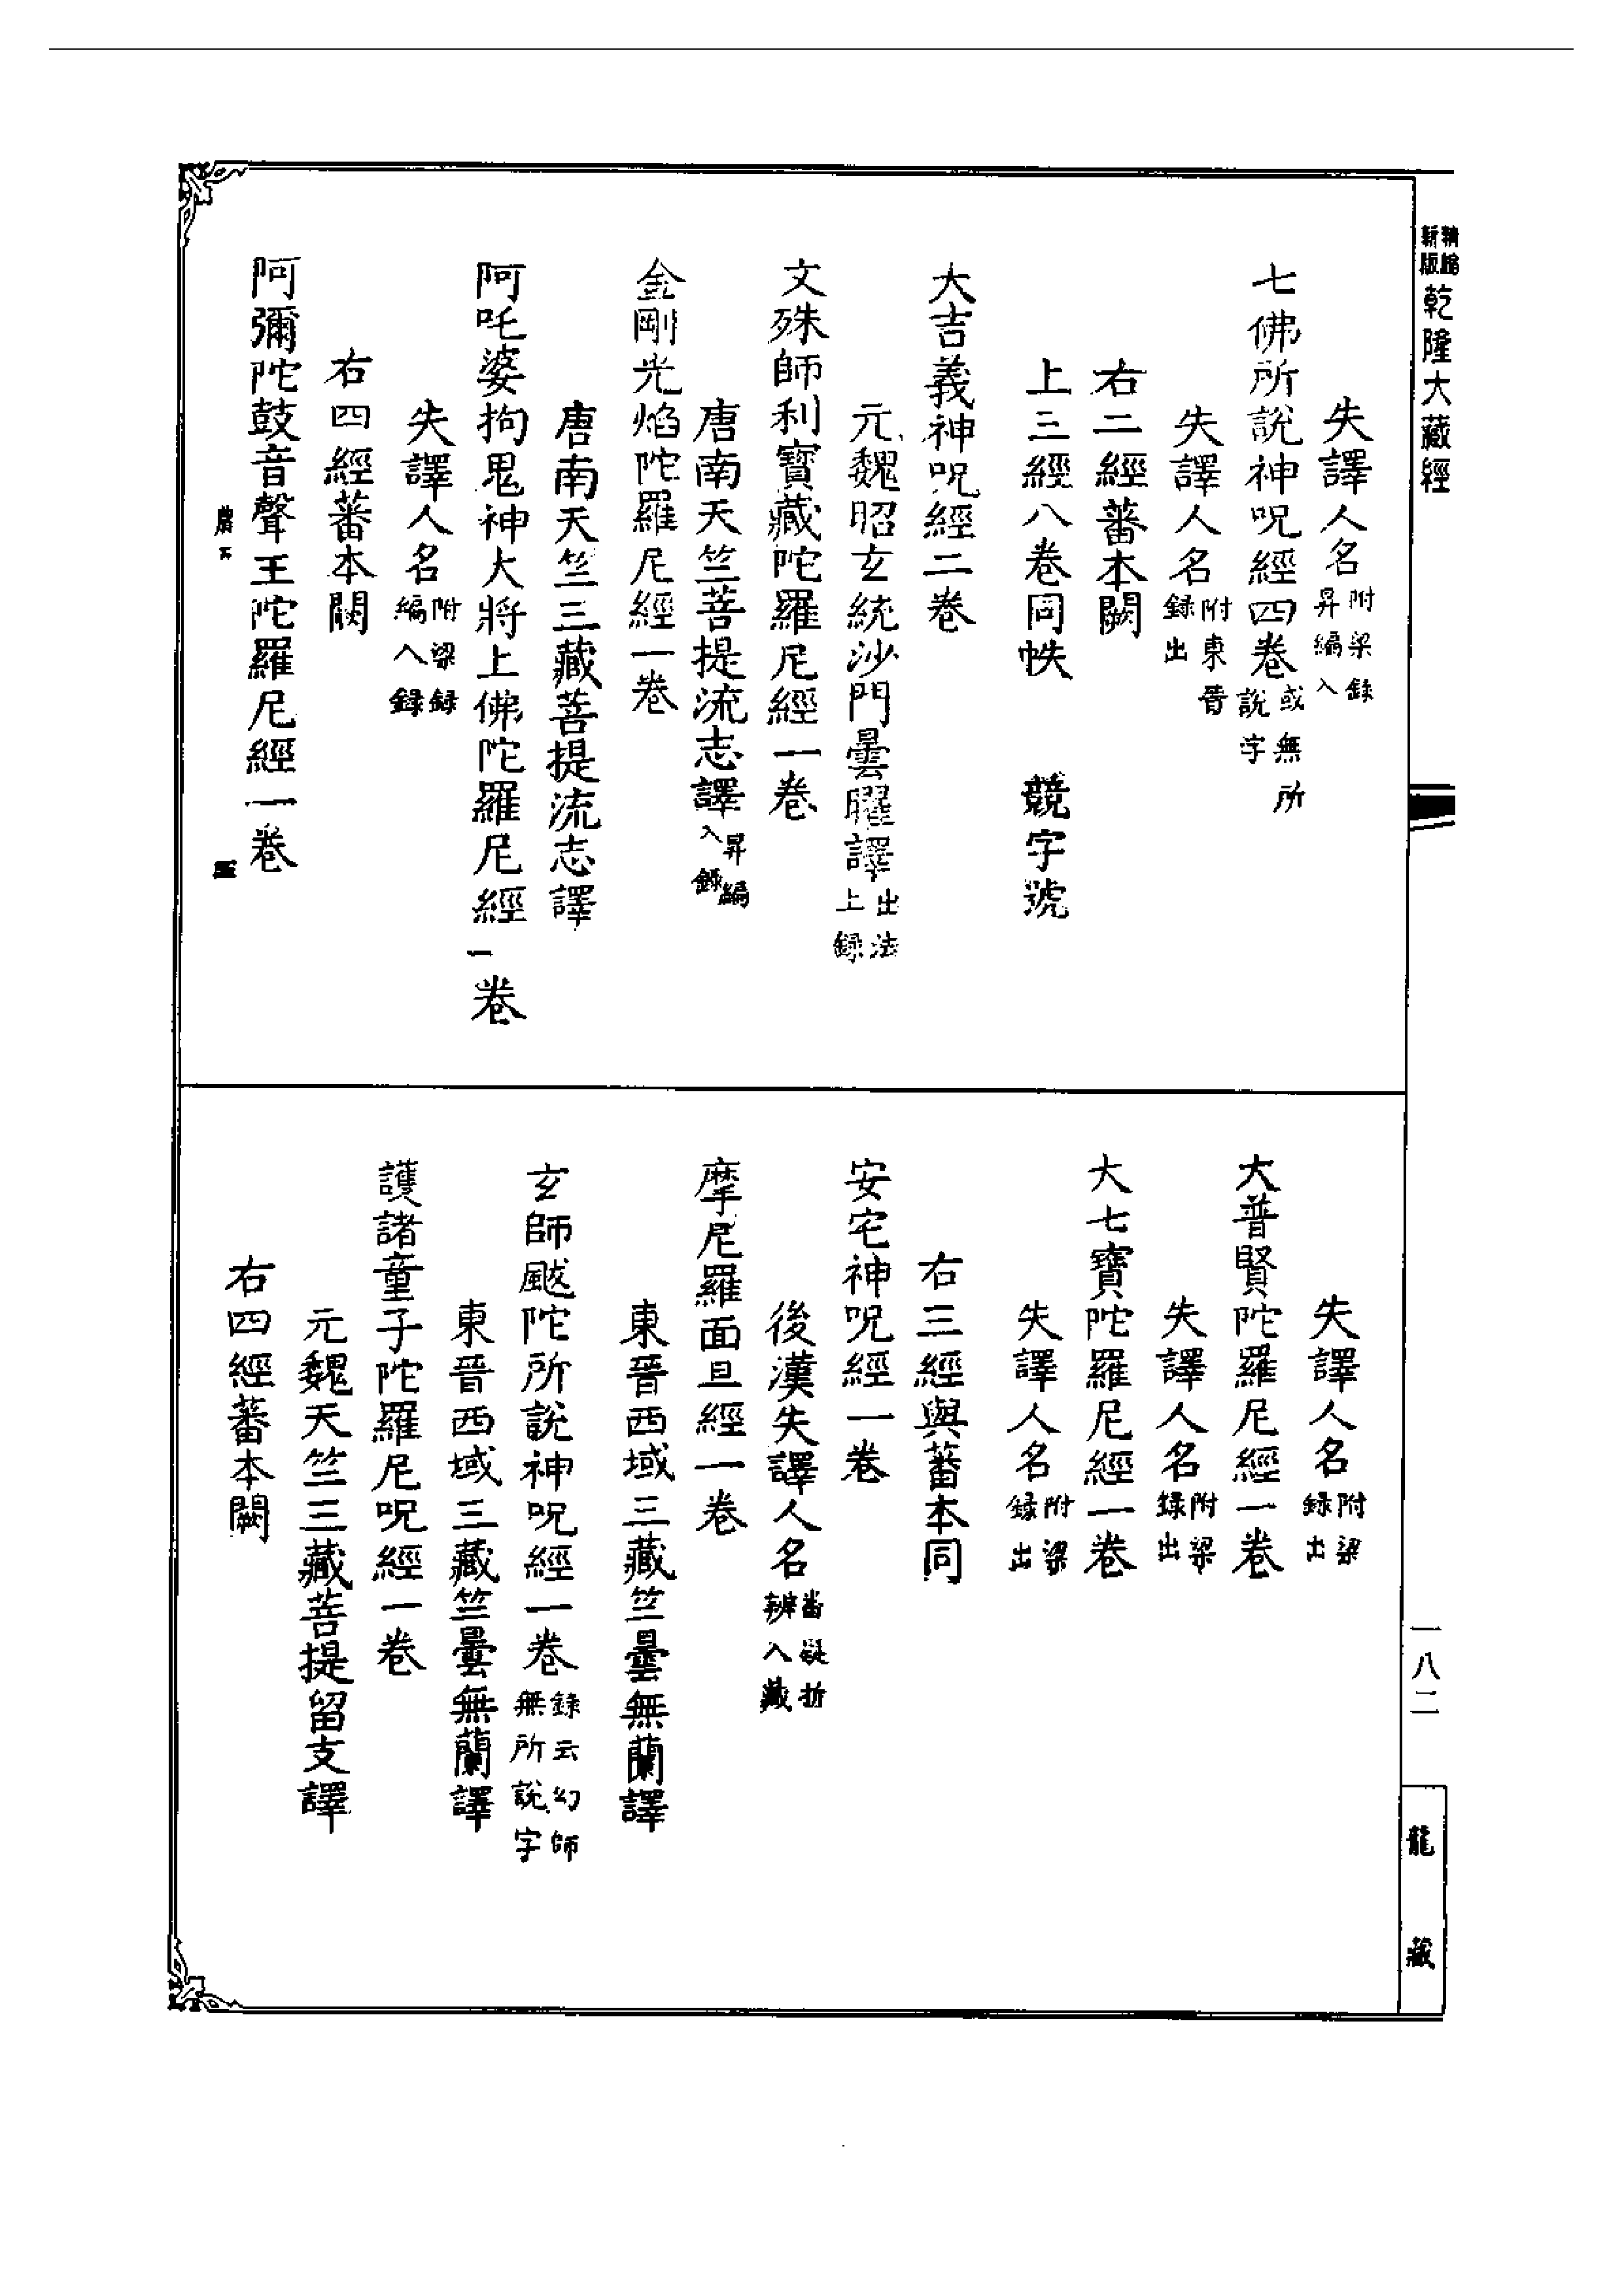 精編新版乾隆大藏經
失譯人名附梁錄昇編入
七佛所說神呪經四卷或無所說字
失譯人名附東晉錄出
右二經蕃本闕
上三經八卷同帙　競字號
大吉義神呪經二卷
元魏昭玄統沙門曇曜譯出法上錄
文殊師利寶藏陀羅尼經一卷
唐南天竺菩提流志譯昇編入錄
金剛光焰陀羅尼經一卷
唐南天竺三藏菩提流志譯
阿吒婆拘鬼神大將上佛陀羅尼經一卷
失譯人名附梁錄編入錄
右四經蕃本闕
阿彌陀鼓音聲王陀羅尼經一卷
失譯人名附梁錄出
大普賢陀羅尼經一卷
失譯人名附梁錄出
大七寶陀羅尼經一卷
失譯人名附梁錄出
右三經與蕃本同
安宅神呪經一卷
後漢失譯人名蕃疑折辨入藏
摩尼羅亶經一卷
東晉西域三藏竺曇無蘭譯
玄師颰陀所說神呪經一卷錄云幻師無所說字
東晉西域三藏竺曇無蘭譯
護諸童子陀羅尼呪經一卷
元魏天竺三藏菩提留支譯
右四經蕃本闕
一八二
龍藏